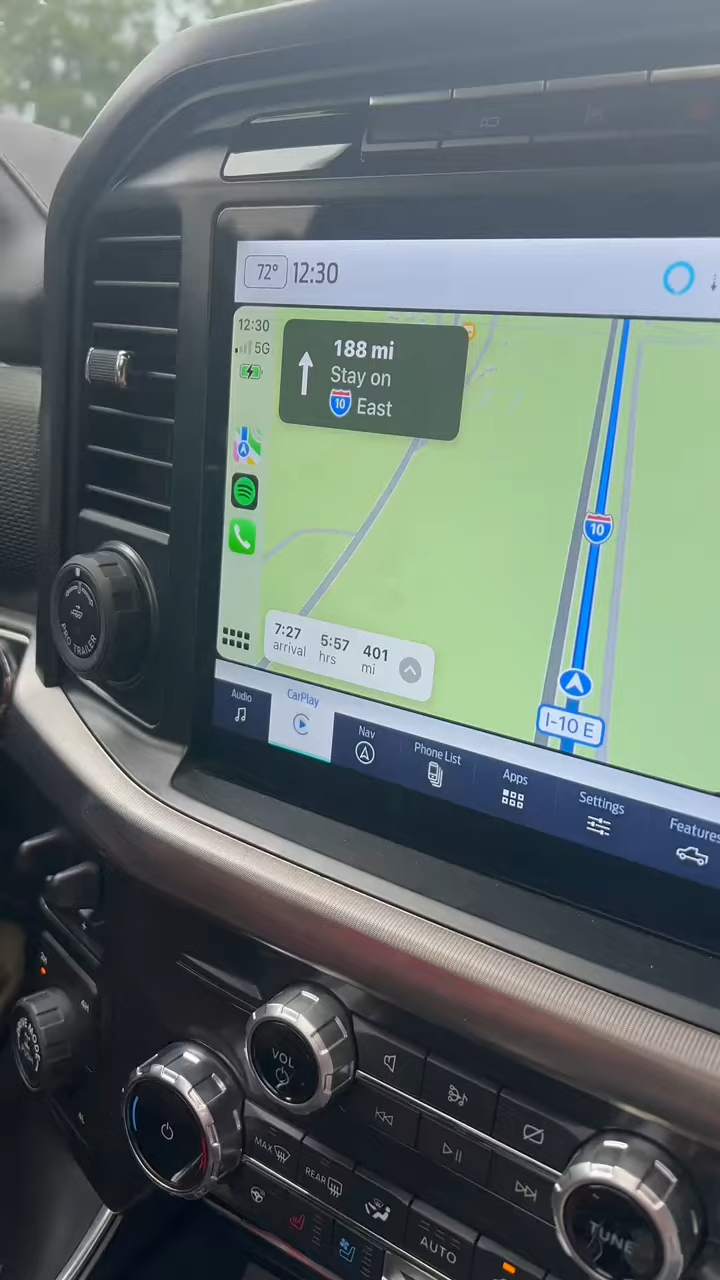 72° 12:30
12:30
5G
188 mi
Stay on
10 East
10
7:27 5:57 401
arrival hrs mi
I-10 E
Audio
CarPlay
Nav
Phone List
Apps
Settings
Features
PRO TRAILER
VOL
MAX
REAR
AUTO
TUNE